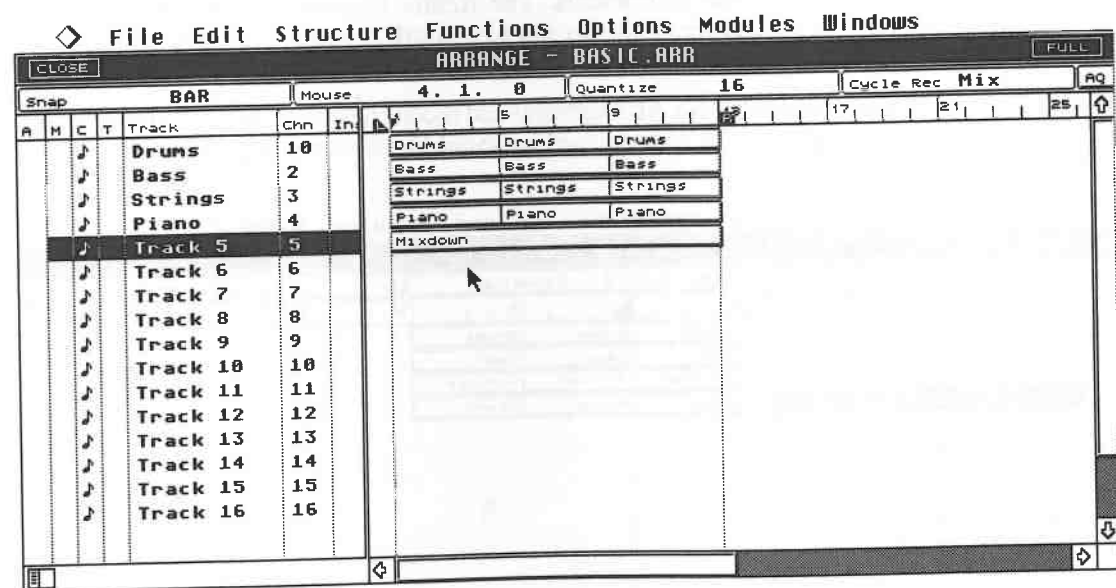 File Edit Structure Functions Options Modules Windows
CLOSE ARRANGE - BASIC.ARR FULL
Snap BAR Mouse 4. 1. 0 Quantize 16 Cycle Rec Mix AQ
A M C T Track Chn Ins 5 9 17 21 25
Drums 10 Drums Drums Drums
Bass 2 Bass Bass Bass
Strings 3 Strings Strings Strings
Piano 4 Piano Piano Piano
Track 5 5 Mixdown
Track 6 6
Track 7 7
Track 8 8
Track 9 9
Track 10 10
Track 11 11
Track 12 12
Track 13 13
Track 14 14
Track 15 15
Track 16 16